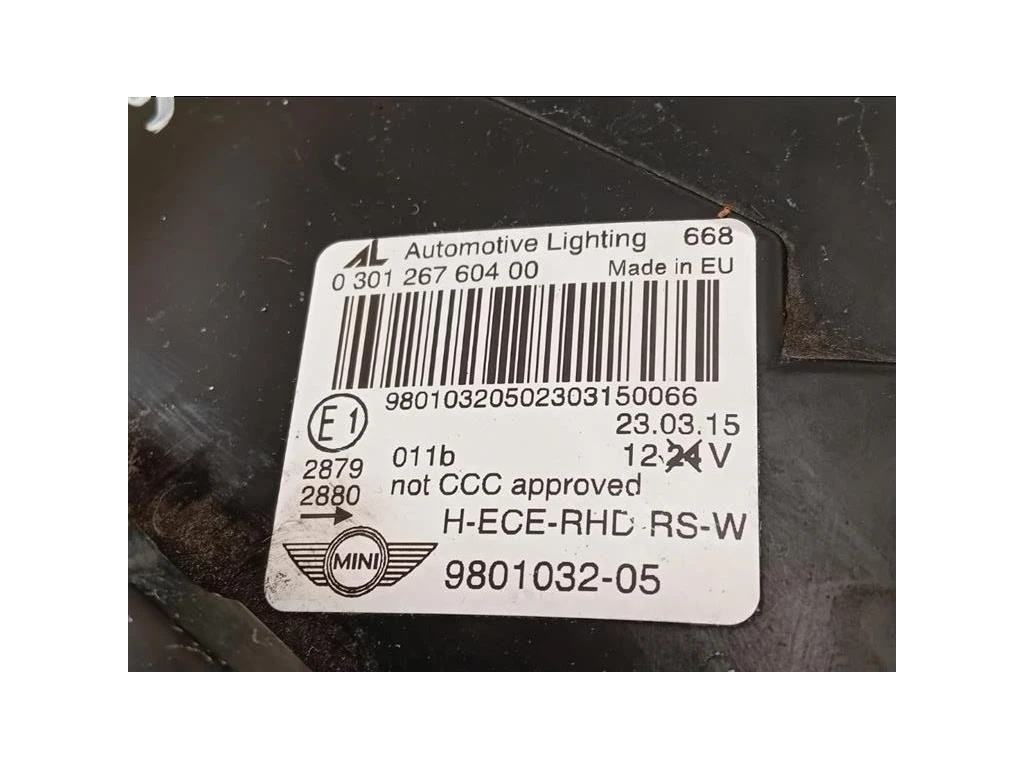 AL Automotive Lighting 668
0 301 267 604 00 Made in EU
98010320502303150066
E1 23.03.15
2879 011b 12 24 V
2880 not CCC approved
H-ECE-RHD RS-W
MINI 9801032-05